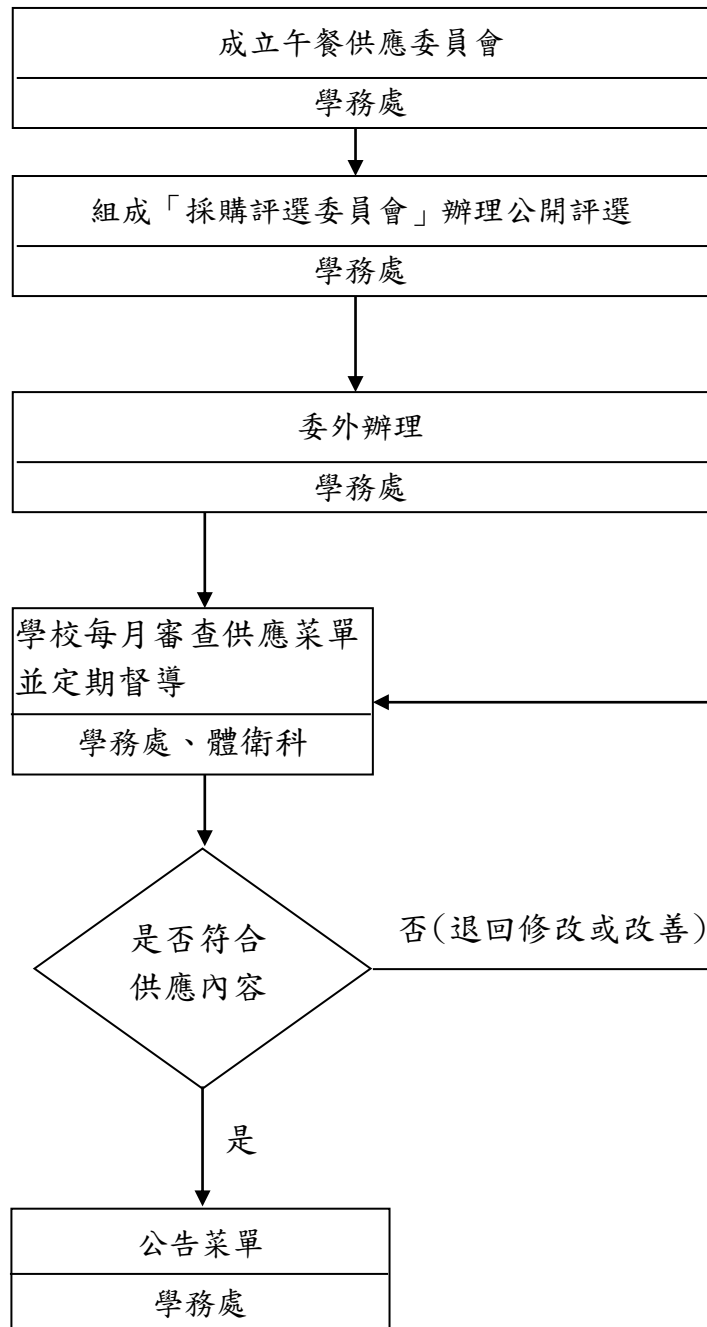 成立午餐供應委員會
學務處
組成「採購評選委員會」辦理公開評選
學務處
委外辦理
學務處
學校每月審查供應菜單
並定期督導
學務處、體衛科
是否符合
供應內容
否(退回修改或改善)
是
公告菜單
學務處